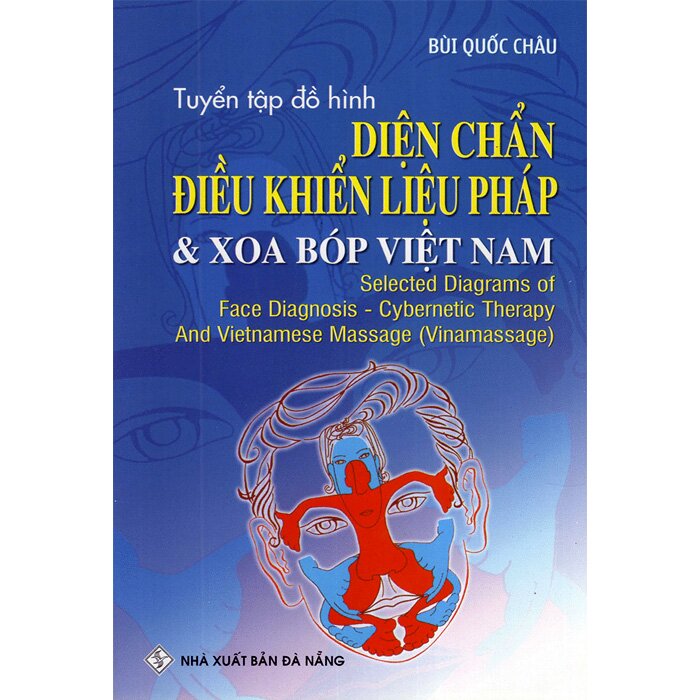 BÙI QUỐC CHÂU
Tuyển tập đồ hình
DIỆN CHẨN
ĐIỀU KHIỂN LIỆU PHÁP
& XOA BÓP VIỆT NAM
Selected Diagrams of
Face Diagnosis - Cybernetic Therapy
And Vietnamese Massage (Vinamassage)
NHÀ XUẤT BẢN ĐÀ NẴNG